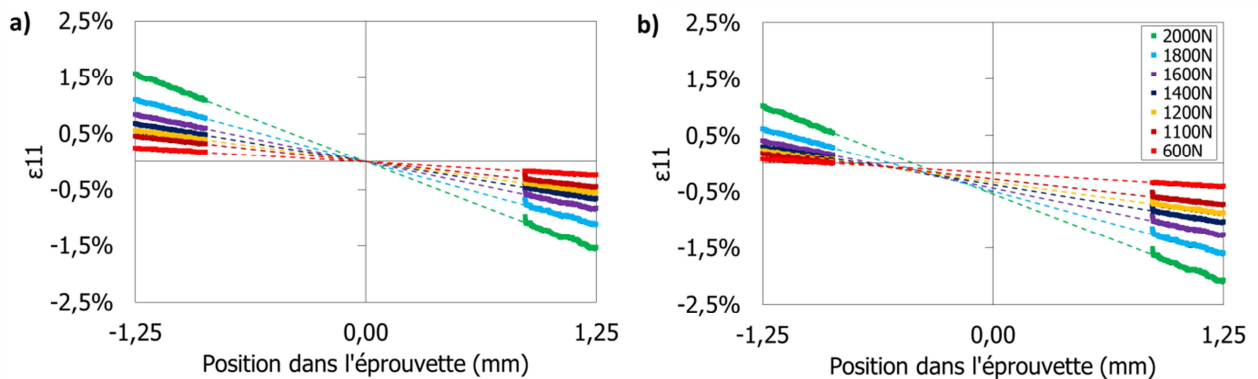 a)
2,5%
1,5%
0,5%
-0,5%
-1,5%
-2,5%
ε11
-1,25
0,00
1,25
Position dans l'éprouvette (mm)
b)
2,5%
1,5%
0,5%
-0,5%
-1,5%
-2,5%
ε11
-1,25
0,00
1,25
Position dans l'éprouvette (mm)
2000N
1800N
1600N
1400N
1200N
1100N
600N